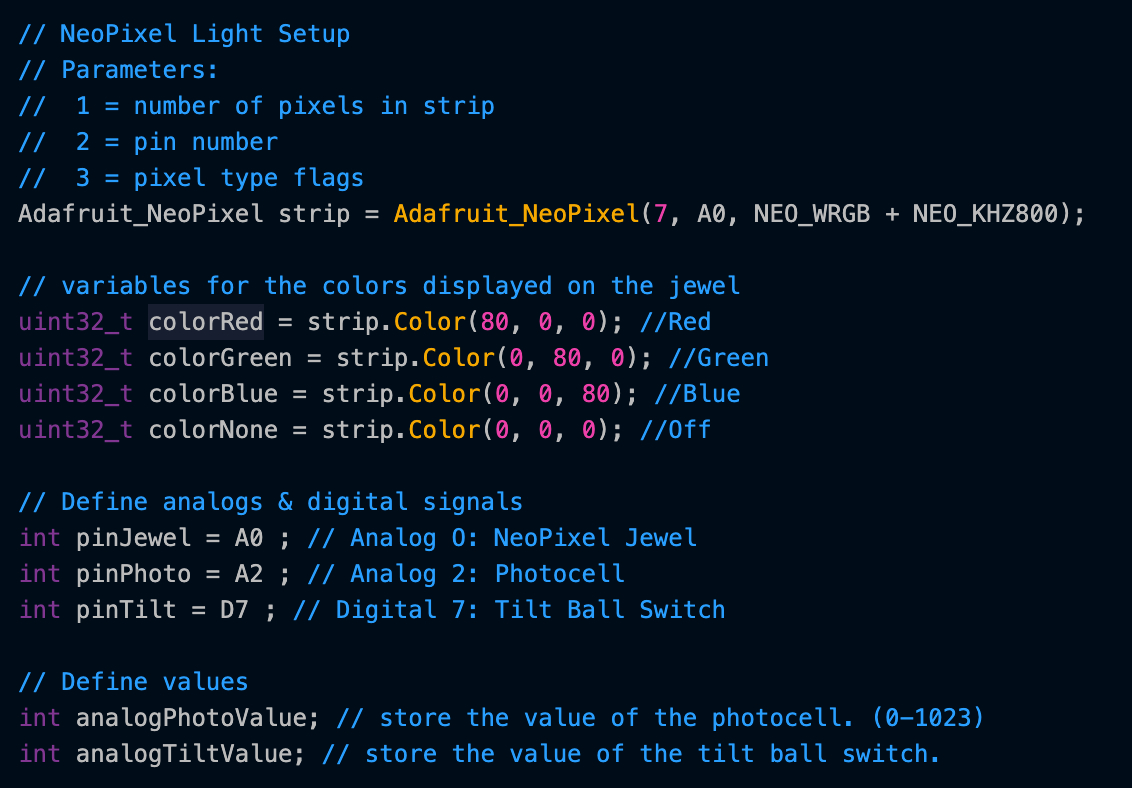 // NeoPixel Light Setup
// Parameters:
//  1 = number of pixels in strip
//  2 = pin number
//  3 = pixel type flags
Adafruit_NeoPixel strip = Adafruit_NeoPixel(7, A0, NEO_WRGB + NEO_KHZ800);
// variables for the colors displayed on the jewel
uint32_t colorRed = strip.Color(80, 0, 0); //Red
uint32_t colorGreen = strip.Color(0, 80, 0); //Green
uint32_t colorBlue = strip.Color(0, 0, 80); //Blue
uint32_t colorNone = strip.Color(0, 0, 0); //Off
// Define analogs & digital signals
int pinJewel = A0 ; // Analog O: NeoPixel Jewel
int pinPhoto = A2 ; // Analog 2: Photocell
int pinTilt = D7 ; // Digital 7: Tilt Ball Switch
// Define values
int analogPhotoValue; // store the value of the photocell. (0-1023)
int analogTiltValue; // store the value of the tilt ball switch.